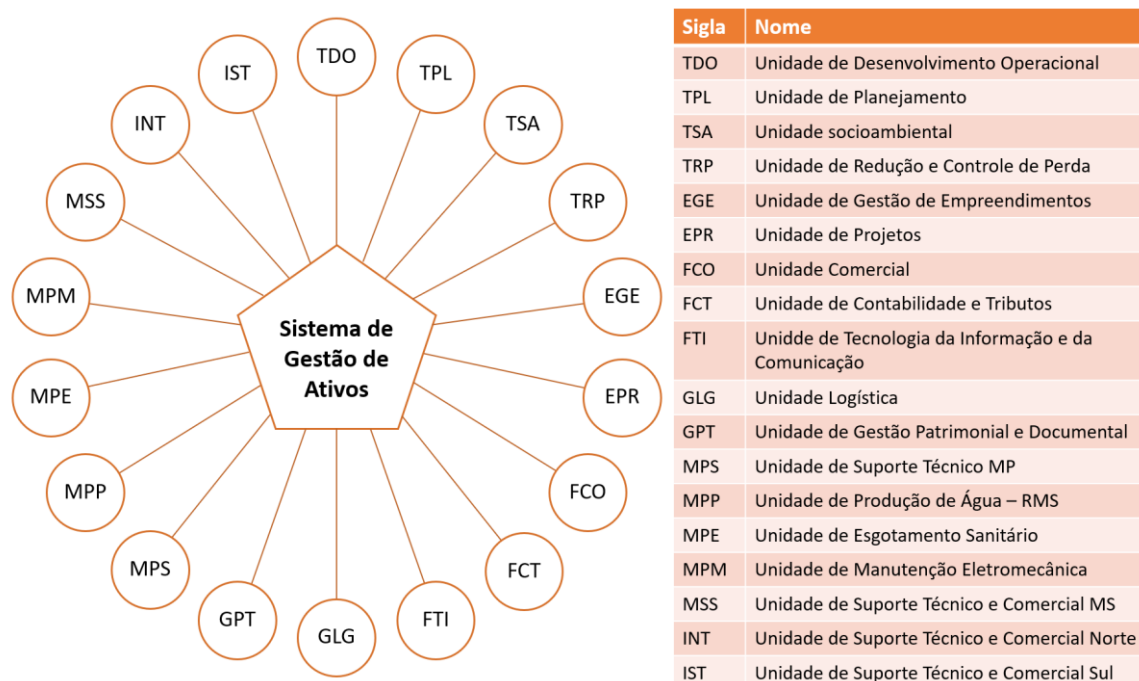 TDO
TPL
TSA
TRP
EGE
EPR
FCO
FCT
FTI
GLG
GPT
MPS
MPP
MPE
MPM
MSS
INT
IST
Sistema de
Gestão de
Ativos
Sigla Nome
TDO Unidade de Desenvolvimento Operacional
TPL Unidade de Planejamento
TSA Unidade socioambiental
TRP Unidade de Redução e Controle de Perda
EGE Unidade de Gestão de Empreendimentos
EPR Unidade de Projetos
FCO Unidade Comercial
FCT Unidade de Contabilidade e Tributos
FTI Unidde de Tecnologia da Informação e da
Comunicação
GLG Unidade Logística
GPT Unidade de Gestão Patrimonial e Documental
MPS Unidade de Suporte Técnico MP
MPP Unidade de Produção de Água – RMS
MPE Unidade de Esgotamento Sanitário
MPM Unidade de Manutenção Eletromecânica
MSS Unidade de Suporte Técnico e Comercial MS
INT Unidade de Suporte Técnico e Comercial Norte
IST Unidade de Suporte Técnico e Comercial Sul